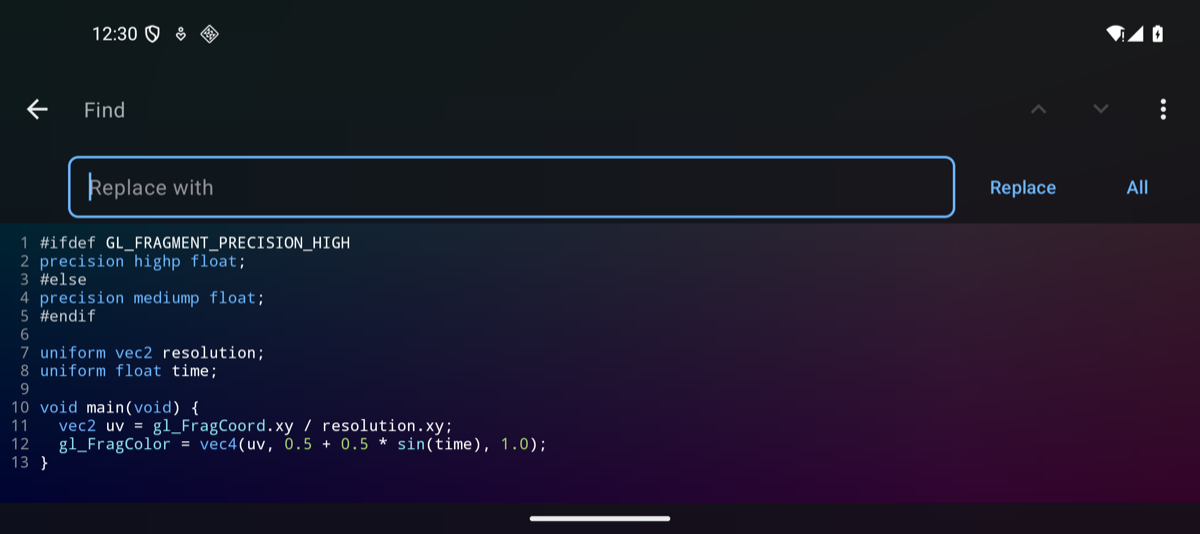 12:30
Find
Replace with
Replace
All
1 #ifdef GL_FRAGMENT_PRECISION_HIGH
2 precision highp float;
3 #else
4 precision mediump float;
5 #endif
6
7 uniform vec2 resolution;
8 uniform float time;
9
10 void main(void) {
11   vec2 uv = gl_FragCoord.xy / resolution.xy;
12   gl_FragColor = vec4(uv, 0.5 + 0.5 * sin(time), 1.0);
13 }